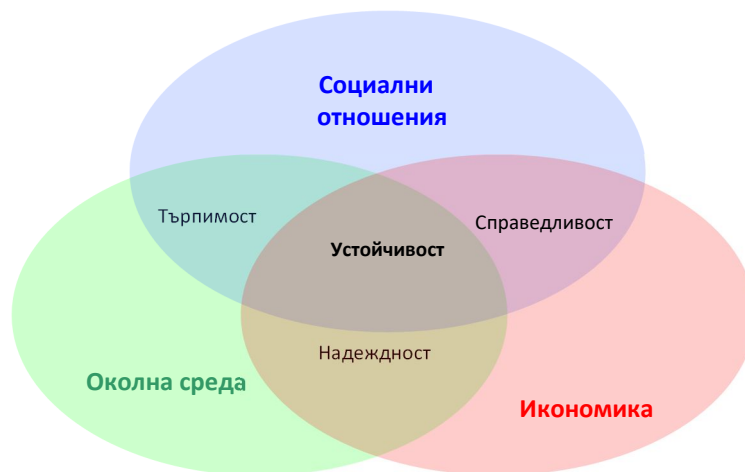 Социални
отношения
Търпимост
Справедливост
Устойчивост
Надеждност
Околна среда
Икономика